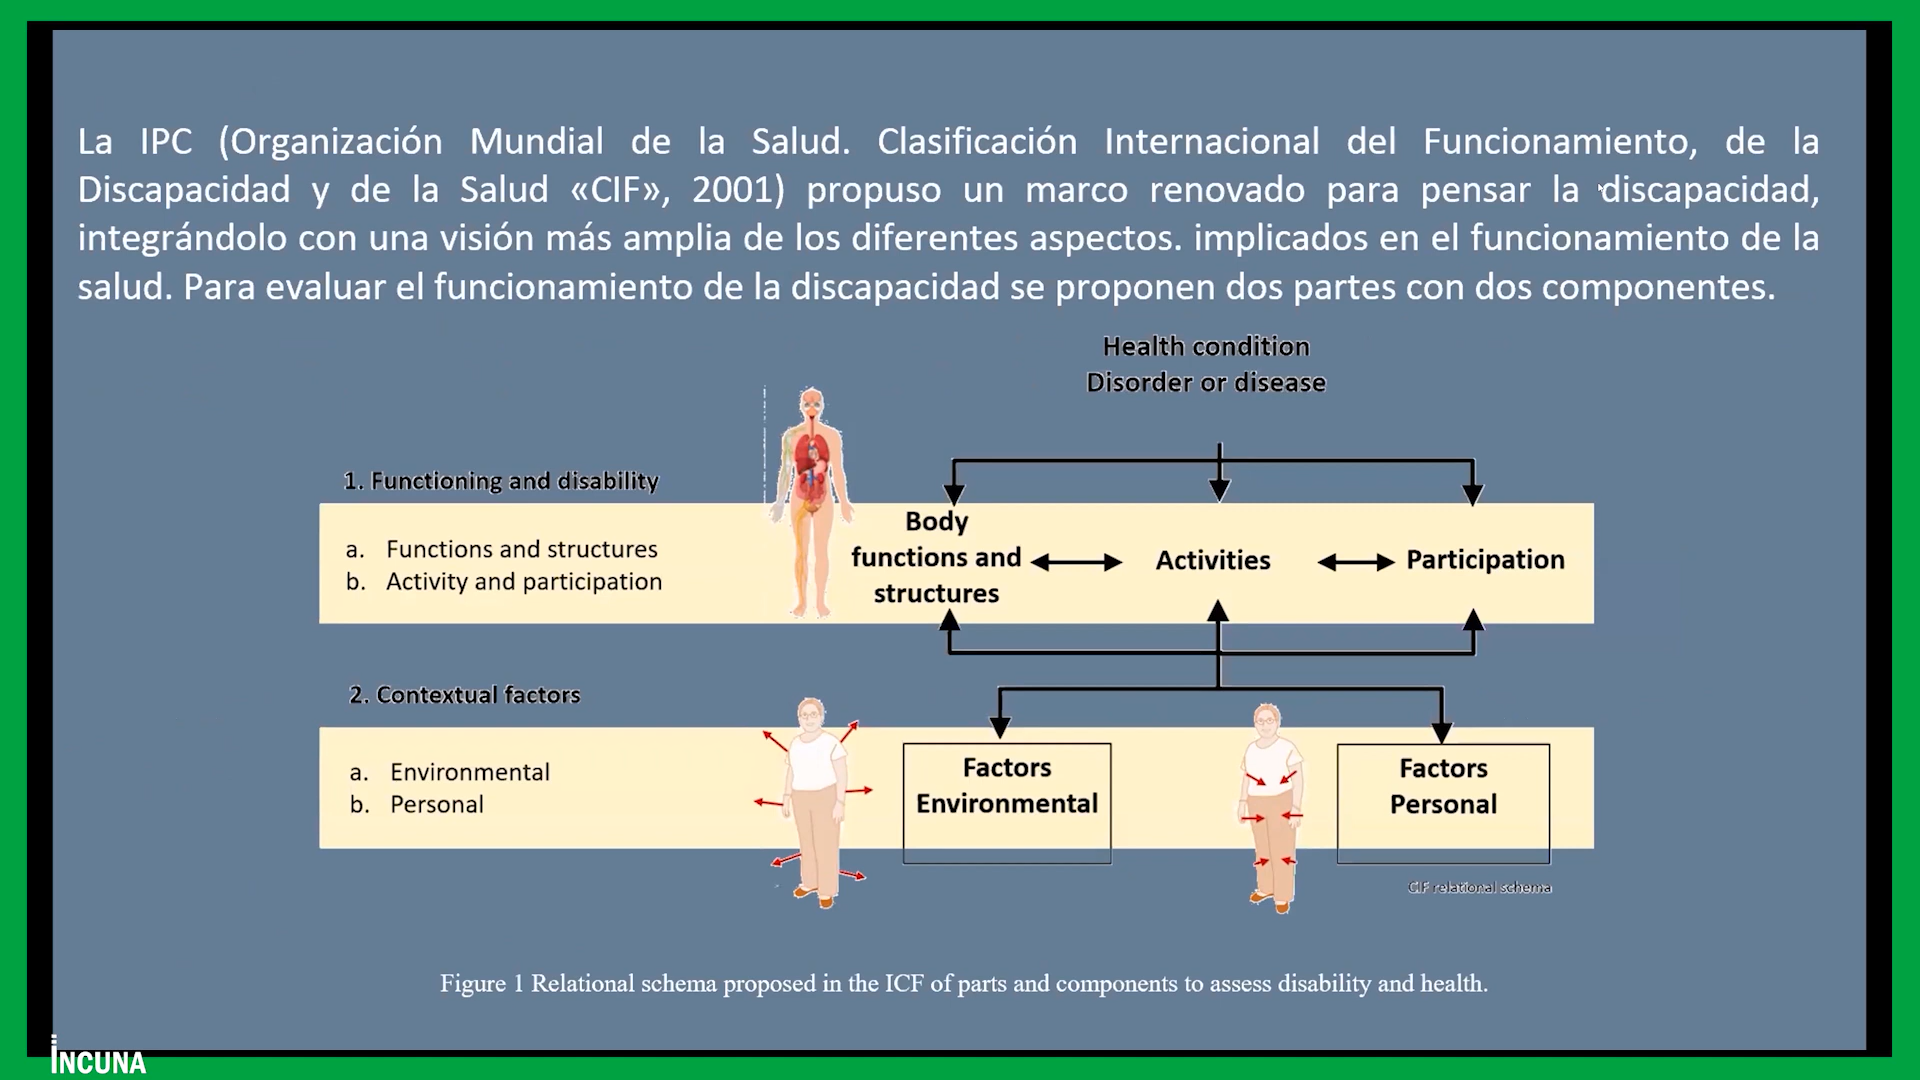 La IPC (Organización Mundial de la Salud. Clasificación Internacional del Funcionamiento, de la
Discapacidad y de la Salud «CIF», 2001) propuso un marco renovado para pensar la discapacidad,
integrándolo con una visión más amplia de los diferentes aspectos. implicados en el funcionamiento de la
salud. Para evaluar el funcionamiento de la discapacidad se proponen dos partes con dos componentes.
Health condition
Disorder or disease
1. Functioning and disability
a. Functions and structures
b. Activity and participation
Body
functions and
structures
Activities
Participation
2. Contextual factors
a. Environmental
b. Personal
Factors
Environmental
Factors
Personal
CIF relational schema
Figure 1 Relational schema proposed in the ICF of parts and components to assess disability and health.
INCUNA